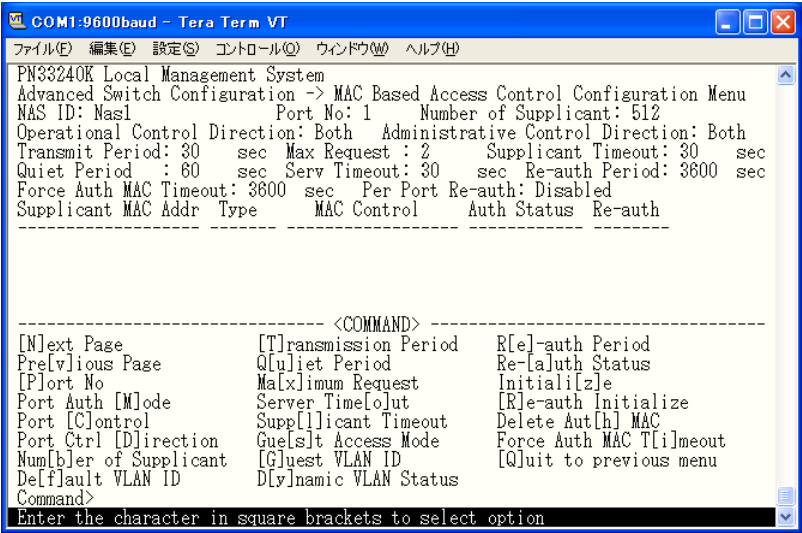 COM1:9600baud - Tera Term VT
ファイル(F) 編集(E) 設定(S) コントロール(O) ウィンドウ(W) ヘルプ(H)
PN33240K Local Management System
Advanced Switch Configuration -> MAC Based Access Control Configuration Menu
NAS ID: Nas1 Port No: 1 Number of Supplicant: 512
Operational Control Direction: Both Administrative Control Direction: Both
Transmit Period: 30 sec Max Request : 2 Supplicant Timeout: 30 sec
Quiet Period : 60 sec Serv Timeout: 30 sec Re-auth Period: 3600 sec
Force Auth MAC Timeout: 3600 sec Per Port Re-auth: Disabled
Supplicant MAC Addr Type MAC Control Auth Status Re-auth
------------------- ------- ------------------ ------------ --------
-------------------------------- <COMMAND> -----------------------------------
[N]ext Page [T]ransmission Period R[e]-auth Period
Pre[v]ious Page Q[u]iet Period Re-[a]uth Status
[P]ort No Ma[x]imum Request Initiali[z]e
Port Auth [M]ode Server Time[o]ut [R]e-auth Initialize
Port [C]ontrol Supp[l]icant Timeout Delete Aut[h] MAC
Port Ctrl [D]irection Gue[s]t Access Mode Force Auth MAC T[i]meout
Num[b]er of Supplicant [G]uest VLAN ID [Q]uit to previous menu
De[f]ault VLAN ID D[y]namic VLAN Status
Command>
Enter the character in square brackets to select option